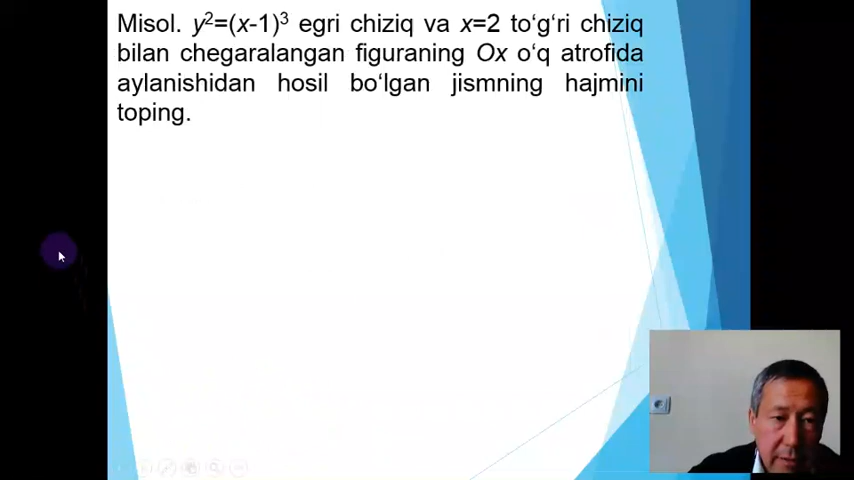 Misol. y²=(x-1)³ egri chiziq va x=2 to‘g‘ri chiziq
bilan chegaralangan figuraning Ox o‘q atrofida
aylanishidan hosil bo‘lgan jismning hajmini
toping.